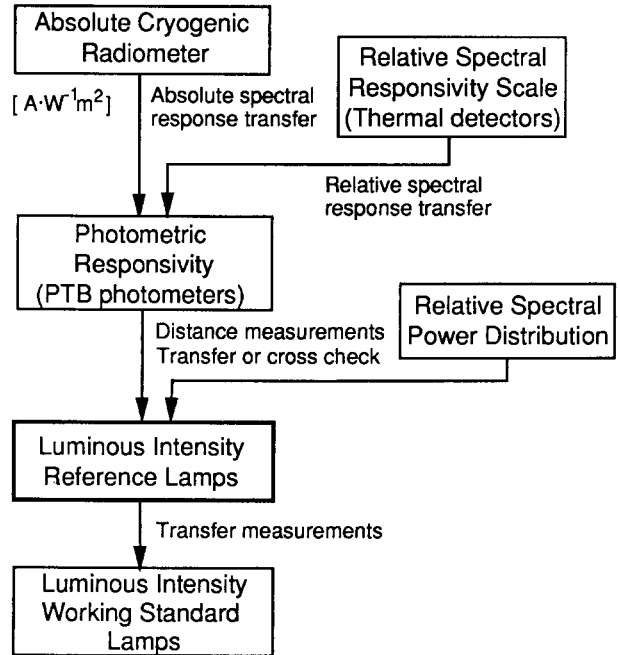 Absolute Cryogenic
Radiometer
Relative Spectral
Responsivity Scale
(Thermal detectors)
[ A·W⁻¹m²]
Absolute spectral
response transfer
Relative spectral
response transfer
Photometric
Responsivity
(PTB photometers)
Relative Spectral
Power Distribution
Distance measurements
Transfer or cross check
Luminous Intensity
Reference Lamps
Transfer measurements
Luminous Intensity
Working Standard
Lamps